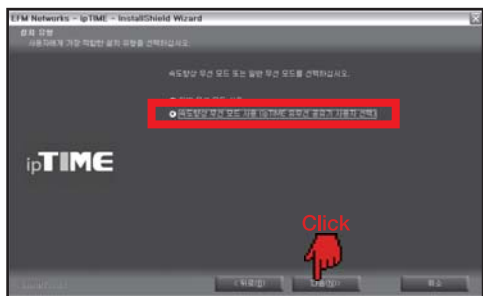 EFM Networks - ipTIME - InstallShield Wizard
설치 유형
사용자에게 가장 적합한 설치 유형을 선택하십시오.
속도향상 무선 모드 또는 일반 무선 모드를 선택하십시오.
속도향상 무선 모드 사용 (ipTIME 유무선 공유기 사용자 선택)
ipTIME
Click
InstallShield
< 뒤로(B)
다음(N) >
취소